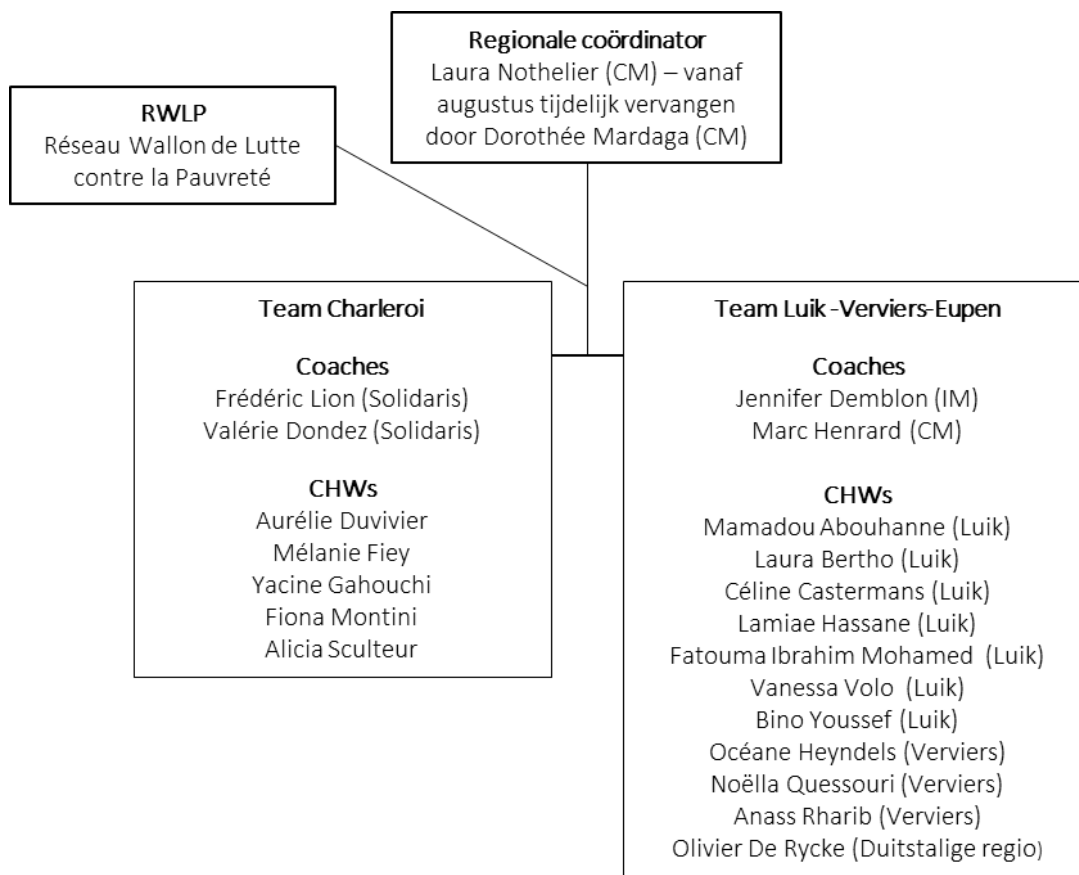 Regionale coördinator
Laura Nothelier (CM) – vanaf
augustus tijdelijk vervangen
door Dorothée Mardaga (CM)
RWLP
Réseau Wallon de Lutte
contre la Pauvreté
Team Charleroi
Coaches
Frédéric Lion (Solidaris)
Valérie Dondez (Solidaris)
CHWs
Aurélie Duvivier
Mélanie Fiey
Yacine Gahouchi
Fiona Montini
Alicia Sculteur
Team Luik -Verviers-Eupen
Coaches
Jennifer Demblon (IM)
Marc Henrard (CM)
CHWs
Mamadou Abouhanne (Luik)
Laura Bertho (Luik)
Céline Castermans (Luik)
Lamiae Hassane (Luik)
Fatouma Ibrahim Mohamed (Luik)
Vanessa Volo (Luik)
Bino Youssef (Luik)
Océane Heyndels (Verviers)
Noëlla Quessouri (Verviers)
Anass Rharib (Verviers)
Olivier De Rycke (Duitstalige regio)